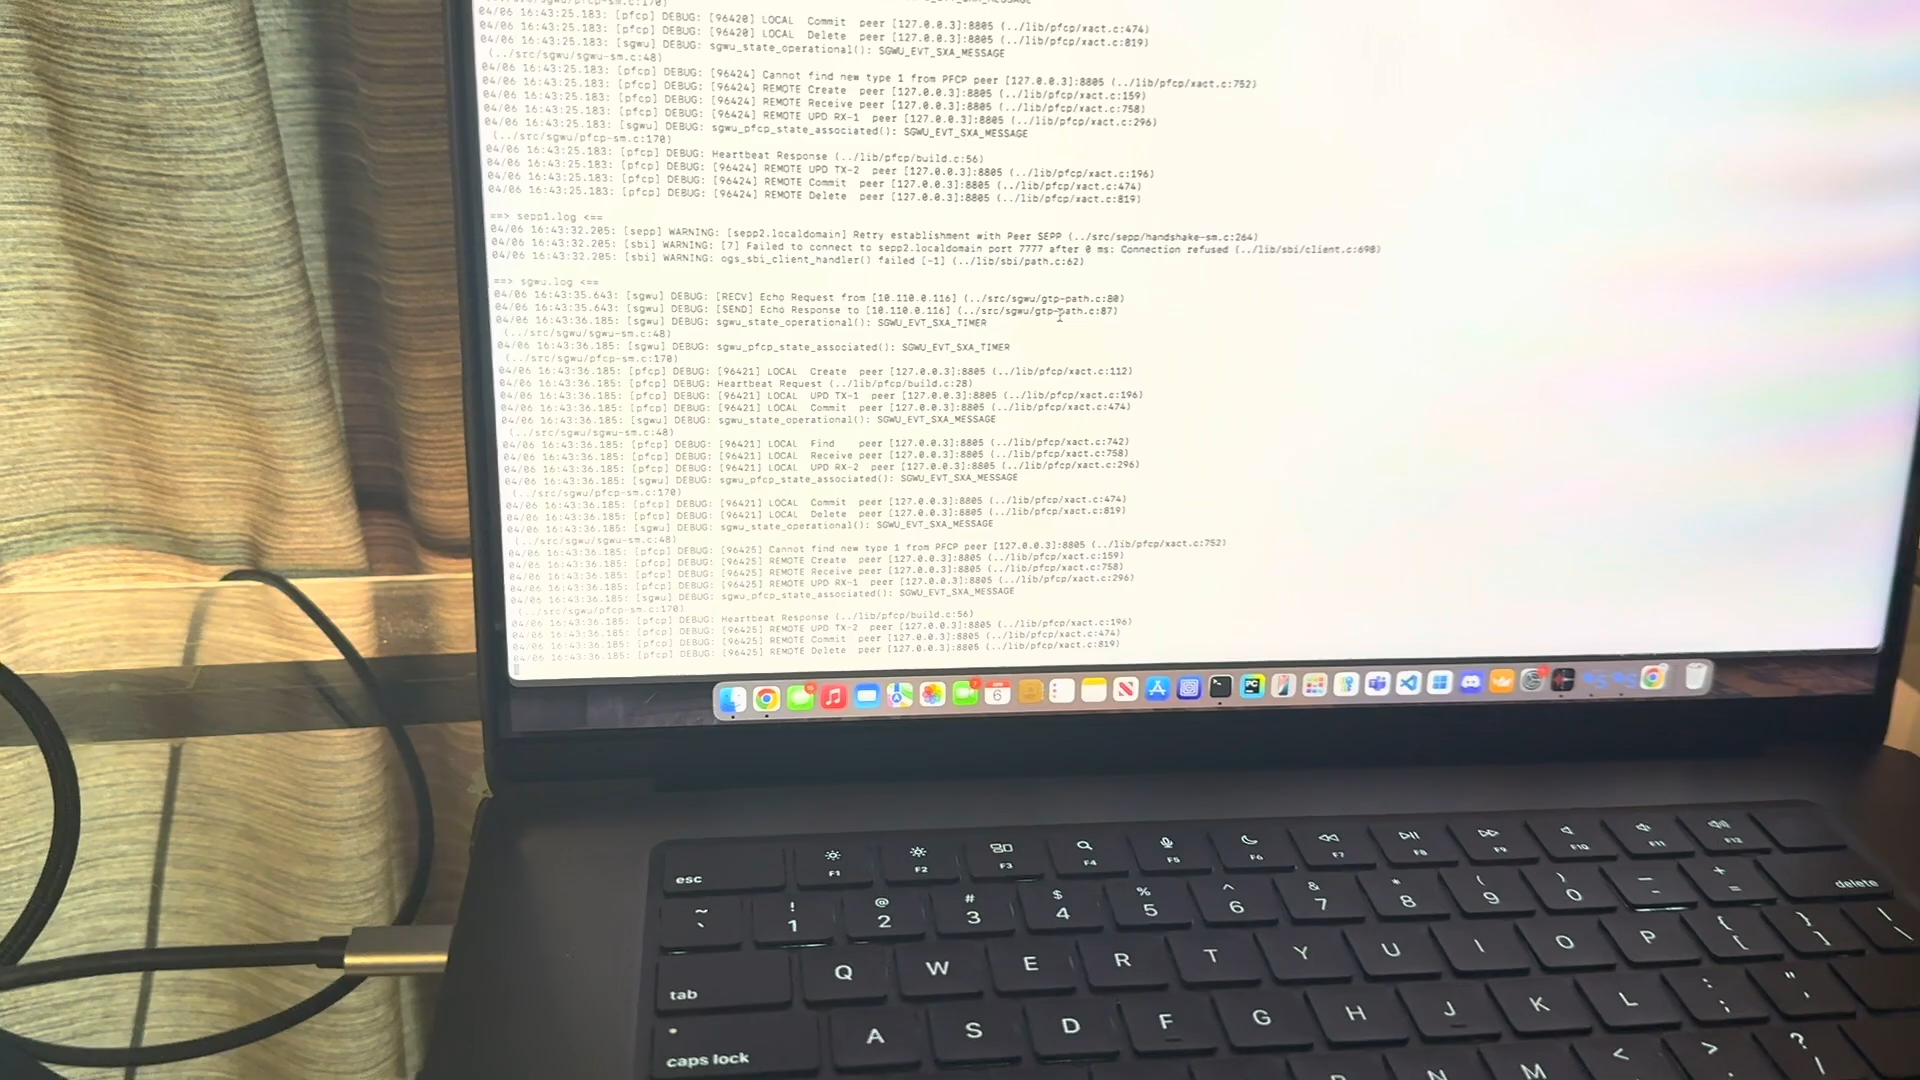 04/06 16:43:25.183: [pfcp] DEBUG: [96420] LOCAL  Commit  peer [127.0.0.3]:8805 (../lib/pfcp/xact.c:474)
04/06 16:43:25.183: [pfcp] DEBUG: [96420] LOCAL  Delete  peer [127.0.0.3]:8805 (../lib/pfcp/xact.c:819)
04/06 16:43:25.183: [sgwu] DEBUG: sgwu_state_operational(): SGWU_EVT_SXA_MESSAGE
(../src/sgwu/sgwu-sm.c:48)
04/06 16:43:25.183: [pfcp] DEBUG: [96424] Cannot find new type 1 from PFCP peer [127.0.0.3]:8805 (../lib/pfcp/xact.c:752)
04/06 16:43:25.183: [pfcp] DEBUG: [96424] REMOTE Create  peer [127.0.0.3]:8805 (../lib/pfcp/xact.c:159)
04/06 16:43:25.183: [pfcp] DEBUG: [96424] REMOTE Receive peer [127.0.0.3]:8805 (../lib/pfcp/xact.c:758)
04/06 16:43:25.183: [pfcp] DEBUG: [96424] REMOTE UPD RX-1  peer [127.0.0.3]:8805 (../lib/pfcp/xact.c:296)
04/06 16:43:25.183: [sgwu] DEBUG: sgwu_pfcp_state_associated(): SGWU_EVT_SXA_MESSAGE
(../src/sgwu/pfcp-sm.c:170)
04/06 16:43:25.183: [pfcp] DEBUG: Heartbeat Response (../lib/pfcp/build.c:56)
04/06 16:43:25.183: [pfcp] DEBUG: [96424] REMOTE UPD TX-2  peer [127.0.0.3]:8805 (../lib/pfcp/xact.c:196)
04/06 16:43:25.183: [pfcp] DEBUG: [96424] REMOTE Commit  peer [127.0.0.3]:8805 (../lib/pfcp/xact.c:474)
04/06 16:43:25.183: [pfcp] DEBUG: [96424] REMOTE Delete  peer [127.0.0.3]:8805 (../lib/pfcp/xact.c:819)
==> sepp1.log <==
04/06 16:43:32.205: [sepp] WARNING: [sepp2.localdomain] Retry establishment with Peer SEPP (../src/sepp/handshake-sm.c:264)
04/06 16:43:32.205: [sbi] WARNING: [7] Failed to connect to sepp2.localdomain port 7777 after 0 ms: Connection refused (../lib/sbi/client.c:698)
04/06 16:43:32.205: [sbi] WARNING: ogs_sbi_client_handler() failed [-1] (../lib/sbi/path.c:62)
==> sgwu.log <==
04/06 16:43:35.643: [sgwu] DEBUG: [RECV] Echo Request from [10.110.0.116] (../src/sgwu/gtp-path.c:80)
04/06 16:43:35.643: [sgwu] DEBUG: [SEND] Echo Response to [10.110.0.116] (../src/sgwu/gtp-path.c:87)
04/06 16:43:36.185: [sgwu] DEBUG: sgwu_state_operational(): SGWU_EVT_SXA_TIMER
(../src/sgwu/sgwu-sm.c:48)
04/06 16:43:36.185: [sgwu] DEBUG: sgwu_pfcp_state_associated(): SGWU_EVT_SXA_TIMER
(../src/sgwu/pfcp-sm.c:170)
04/06 16:43:36.185: [pfcp] DEBUG: [96421] LOCAL  Create  peer [127.0.0.3]:8805 (../lib/pfcp/xact.c:112)
04/06 16:43:36.185: [pfcp] DEBUG: Heartbeat Request (../lib/pfcp/build.c:28)
04/06 16:43:36.185: [pfcp] DEBUG: [96421] LOCAL  UPD TX-1  peer [127.0.0.3]:8805 (../lib/pfcp/xact.c:196)
04/06 16:43:36.185: [pfcp] DEBUG: [96421] LOCAL  Commit  peer [127.0.0.3]:8805 (../lib/pfcp/xact.c:474)
04/06 16:43:36.185: [sgwu] DEBUG: sgwu_state_operational(): SGWU_EVT_SXA_MESSAGE
(../src/sgwu/sgwu-sm.c:48)
04/06 16:43:36.185: [pfcp] DEBUG: [96421] LOCAL  Find    peer [127.0.0.3]:8805 (../lib/pfcp/xact.c:742)
04/06 16:43:36.185: [pfcp] DEBUG: [96421] LOCAL  Receive peer [127.0.0.3]:8805 (../lib/pfcp/xact.c:758)
04/06 16:43:36.185: [pfcp] DEBUG: [96421] LOCAL  UPD RX-2  peer [127.0.0.3]:8805 (../lib/pfcp/xact.c:296)
04/06 16:43:36.185: [sgwu] DEBUG: sgwu_pfcp_state_associated(): SGWU_EVT_SXA_MESSAGE
(../src/sgwu/pfcp-sm.c:170)
04/06 16:43:36.185: [pfcp] DEBUG: [96421] LOCAL  Commit  peer [127.0.0.3]:8805 (../lib/pfcp/xact.c:474)
04/06 16:43:36.185: [pfcp] DEBUG: [96421] LOCAL  Delete  peer [127.0.0.3]:8805 (../lib/pfcp/xact.c:819)
04/06 16:43:36.185: [sgwu] DEBUG: sgwu_state_operational(): SGWU_EVT_SXA_MESSAGE
(../src/sgwu/sgwu-sm.c:48)
04/06 16:43:36.185: [pfcp] DEBUG: [96425] Cannot find new type 1 from PFCP peer [127.0.0.3]:8805 (../lib/pfcp/xact.c:752)
04/06 16:43:36.185: [pfcp] DEBUG: [96425] REMOTE Create  peer [127.0.0.3]:8805 (../lib/pfcp/xact.c:159)
04/06 16:43:36.185: [pfcp] DEBUG: [96425] REMOTE Receive peer [127.0.0.3]:8805 (../lib/pfcp/xact.c:758)
04/06 16:43:36.185: [pfcp] DEBUG: [96425] REMOTE UPD RX-1  peer [127.0.0.3]:8805 (../lib/pfcp/xact.c:296)
04/06 16:43:36.185: [sgwu] DEBUG: sgwu_pfcp_state_associated(): SGWU_EVT_SXA_MESSAGE
(../src/sgwu/pfcp-sm.c:170)
04/06 16:43:36.185: [pfcp] DEBUG: Heartbeat Response (../lib/pfcp/build.c:56)
04/06 16:43:36.185: [pfcp] DEBUG: [96425] REMOTE UPD TX-2  peer [127.0.0.3]:8805 (../lib/pfcp/xact.c:196)
04/06 16:43:36.185: [pfcp] DEBUG: [96425] REMOTE Commit  peer [127.0.0.3]:8805 (../lib/pfcp/xact.c:474)
04/06 16:43:36.185: [pfcp] DEBUG: [96425] REMOTE Delete  peer [127.0.0.3]:8805 (../lib/pfcp/xact.c:819)
6
PC
esc F1 F2 F3 F4 F5 F6 F7 F8 F9 F10 F11 F12
~ ! @ # $ % ^ & * ( ) _ +
` 1 2 3 4 5 6 7 8 9 0 - = delete
tab Q W E R T Y U I O P { [ } ] | \
caps lock A S D F G H J K L : ; " '
N M < > ? /